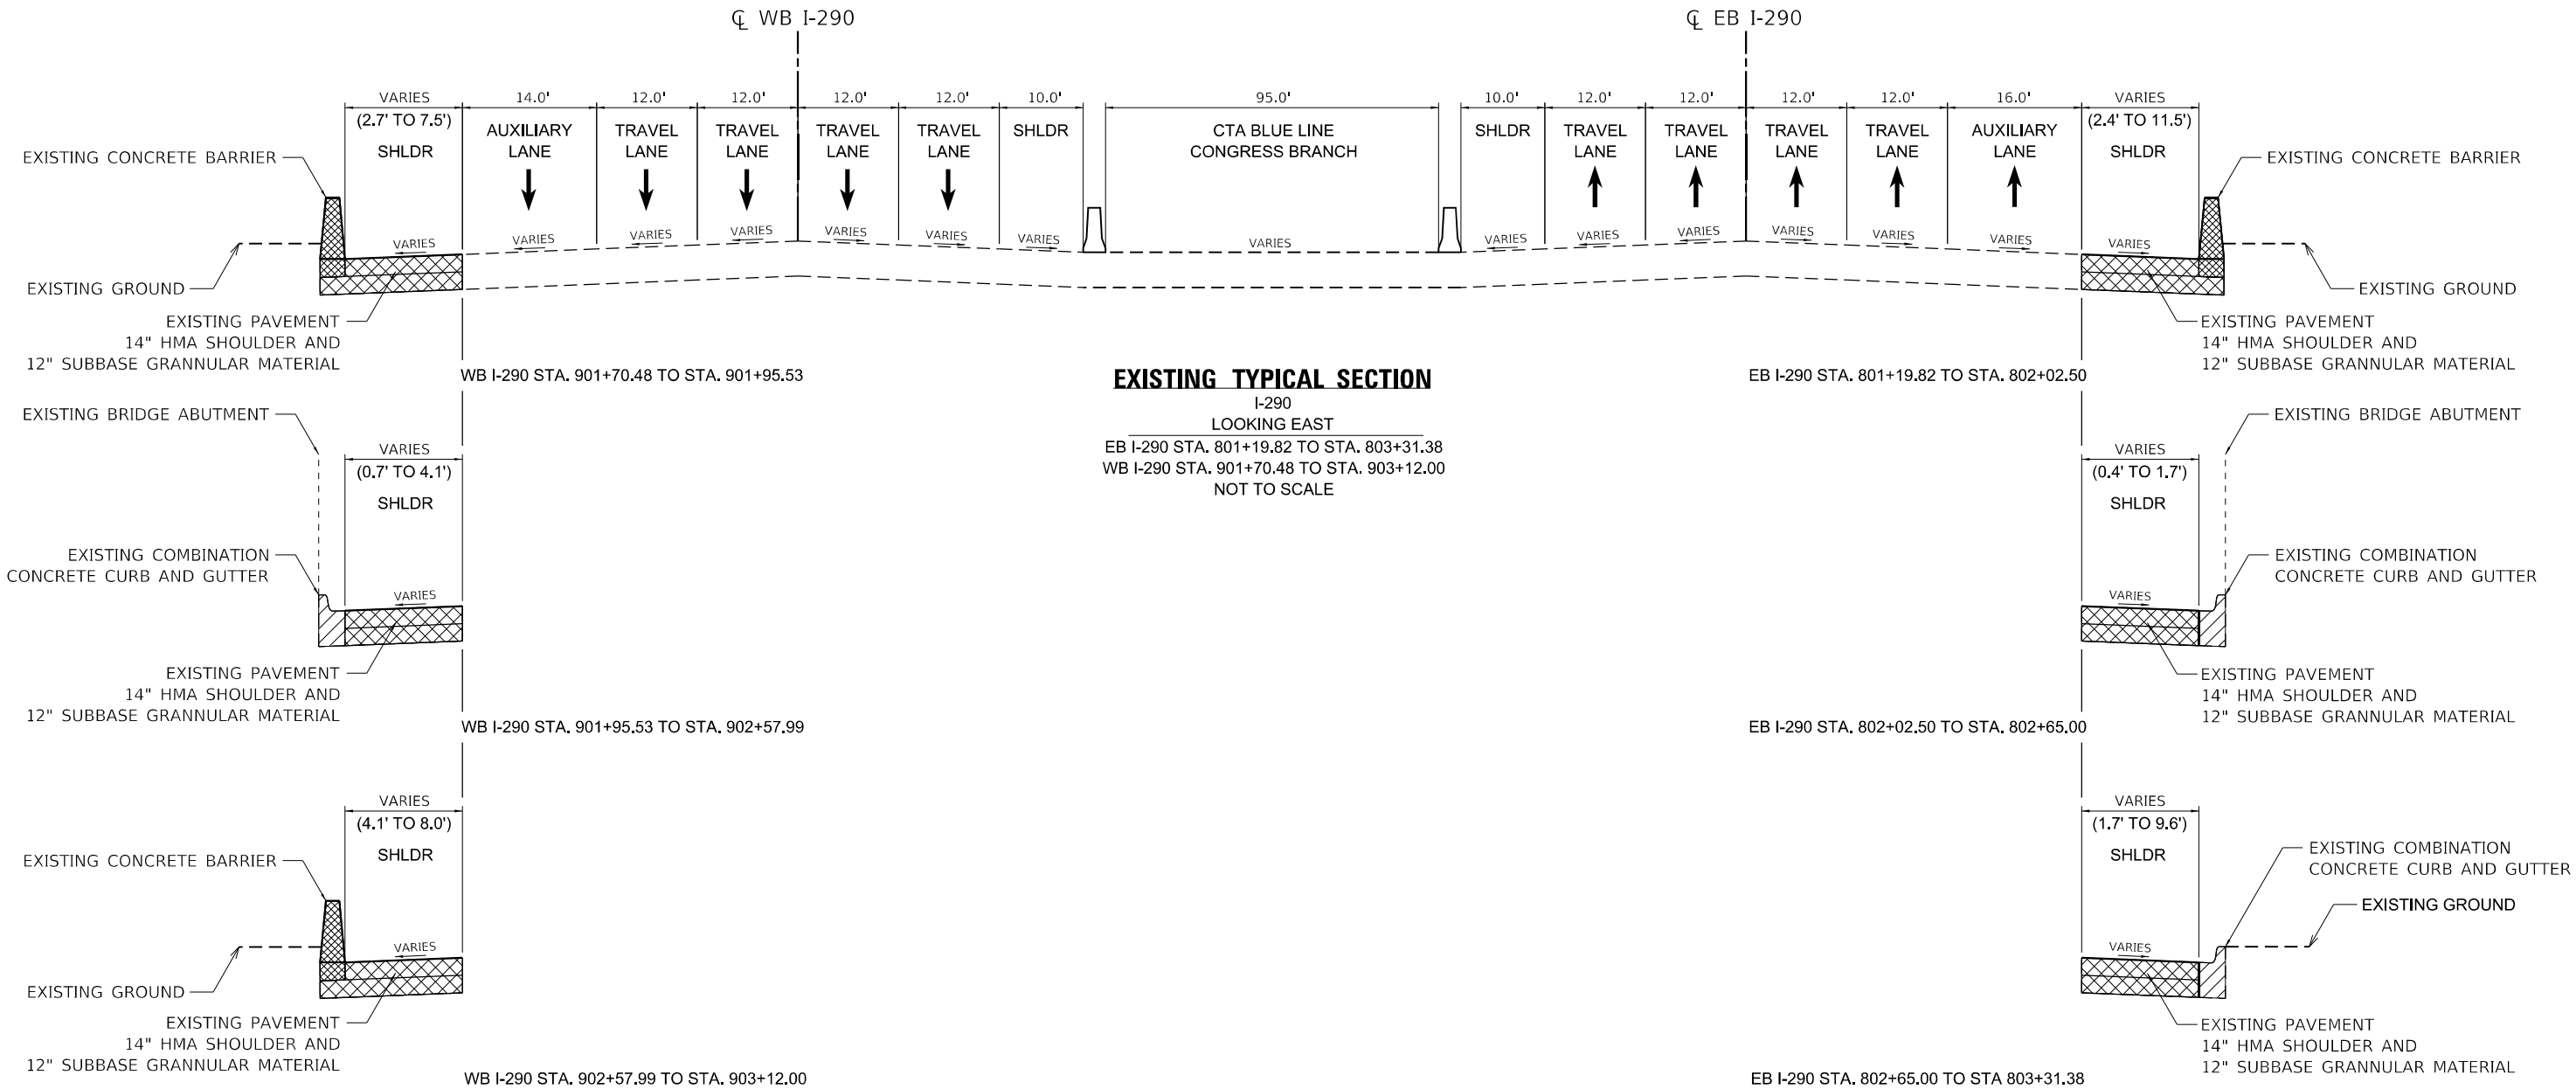 ℄ WB I-290
℄ EB I-290
VARIES 14.0' 12.0' 12.0' 12.0' 12.0' 10.0' 95.0' 10.0' 12.0' 12.0' 12.0' 12.0' 16.0' VARIES
(2.7' TO 7.5')
SHLDR
AUXILIARY
LANE
TRAVEL
LANE
TRAVEL
LANE
TRAVEL
LANE
TRAVEL
LANE
SHLDR
CTA BLUE LINE
CONGRESS BRANCH
SHLDR
TRAVEL
LANE
TRAVEL
LANE
TRAVEL
LANE
TRAVEL
LANE
AUXILIARY
LANE
(2.4' TO 11.5')
SHLDR
EXISTING CONCRETE BARRIER
EXISTING CONCRETE BARRIER
VARIES VARIES VARIES VARIES VARIES VARIES VARIES VARIES VARIES VARIES VARIES VARIES VARIES VARIES VARIES
EXISTING GROUND
EXISTING GROUND
EXISTING PAVEMENT
14" HMA SHOULDER AND
12" SUBBASE GRANNULAR MATERIAL
EXISTING PAVEMENT
14" HMA SHOULDER AND
12" SUBBASE GRANNULAR MATERIAL
WB I-290 STA. 901+70.48 TO STA. 901+95.53
EXISTING TYPICAL SECTION
I-290
LOOKING EAST
EB I-290 STA. 801+19.82 TO STA. 803+31.38
WB I-290 STA. 901+70.48 TO STA. 903+12.00
NOT TO SCALE
EB I-290 STA. 801+19.82 TO STA. 802+02.50
EXISTING BRIDGE ABUTMENT
VARIES
(0.7' TO 4.1')
SHLDR
EXISTING COMBINATION
CONCRETE CURB AND GUTTER
VARIES
EXISTING PAVEMENT
14" HMA SHOULDER AND
12" SUBBASE GRANNULAR MATERIAL
WB I-290 STA. 901+95.53 TO STA. 902+57.99
EXISTING BRIDGE ABUTMENT
VARIES
(0.4' TO 1.7')
SHLDR
EXISTING COMBINATION
CONCRETE CURB AND GUTTER
VARIES
EXISTING PAVEMENT
14" HMA SHOULDER AND
12" SUBBASE GRANNULAR MATERIAL
EB I-290 STA. 802+02.50 TO STA. 802+65.00
VARIES
(4.1' TO 8.0')
SHLDR
EXISTING CONCRETE BARRIER
VARIES
EXISTING GROUND
EXISTING PAVEMENT
14" HMA SHOULDER AND
12" SUBBASE GRANNULAR MATERIAL
WB I-290 STA. 902+57.99 TO STA. 903+12.00
VARIES
(1.7' TO 9.6')
SHLDR
EXISTING COMBINATION
CONCRETE CURB AND GUTTER
EXISTING GROUND
VARIES
EXISTING PAVEMENT
14" HMA SHOULDER AND
12" SUBBASE GRANNULAR MATERIAL
EB I-290 STA. 802+65.00 TO STA 803+31.38